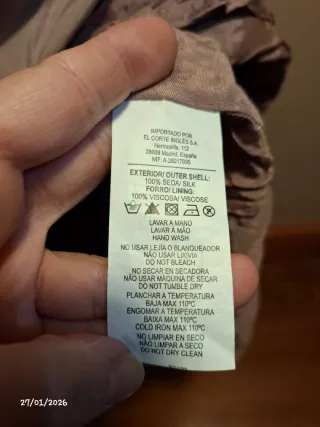 IMPORTADO POR
EL CORTE INGLES S.A.
Hermosilla, 112
28009 Madrid, España
NIF. A-28017895
EXTERIOR/ OUTER SHELL:
100% SEDA/ SILK
FORRO/ LINING:
100% VISCOSA/ VISCOSE
LAVAR A MANO
LAVAR A MÃO
HAND WASH
NO USAR LEJÍA O BLANQUEADOR
NÃO USAR LIXÍVIA
DO NOT BLEACH
NO SECAR EN SECADORA
NÃO USAR MÁQUINA DE SECAR
DO NOT TUMBLE DRY
PLANCHAR A TEMPERATURA
BAJA MAX 110ºC
ENGOMAR A TEMPERATURA
BAIXA MAX 110ºC
COLD IRON MAX 110ºC
NO LIMPIAR EN SECO
NÃO LIMPAR A SECO
DO NOT DRY CLEAN
27/01/2026